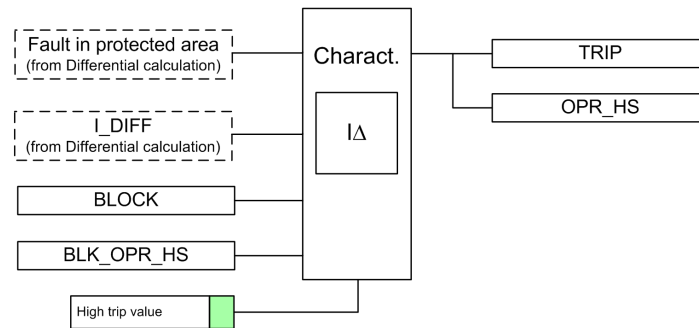 Fault in protected area
(from Differential calculation)
I_DIFF
(from Differential calculation)
BLOCK
BLK_OPR_HS
High trip value
Charact.
I∆
TRIP
OPR_HS